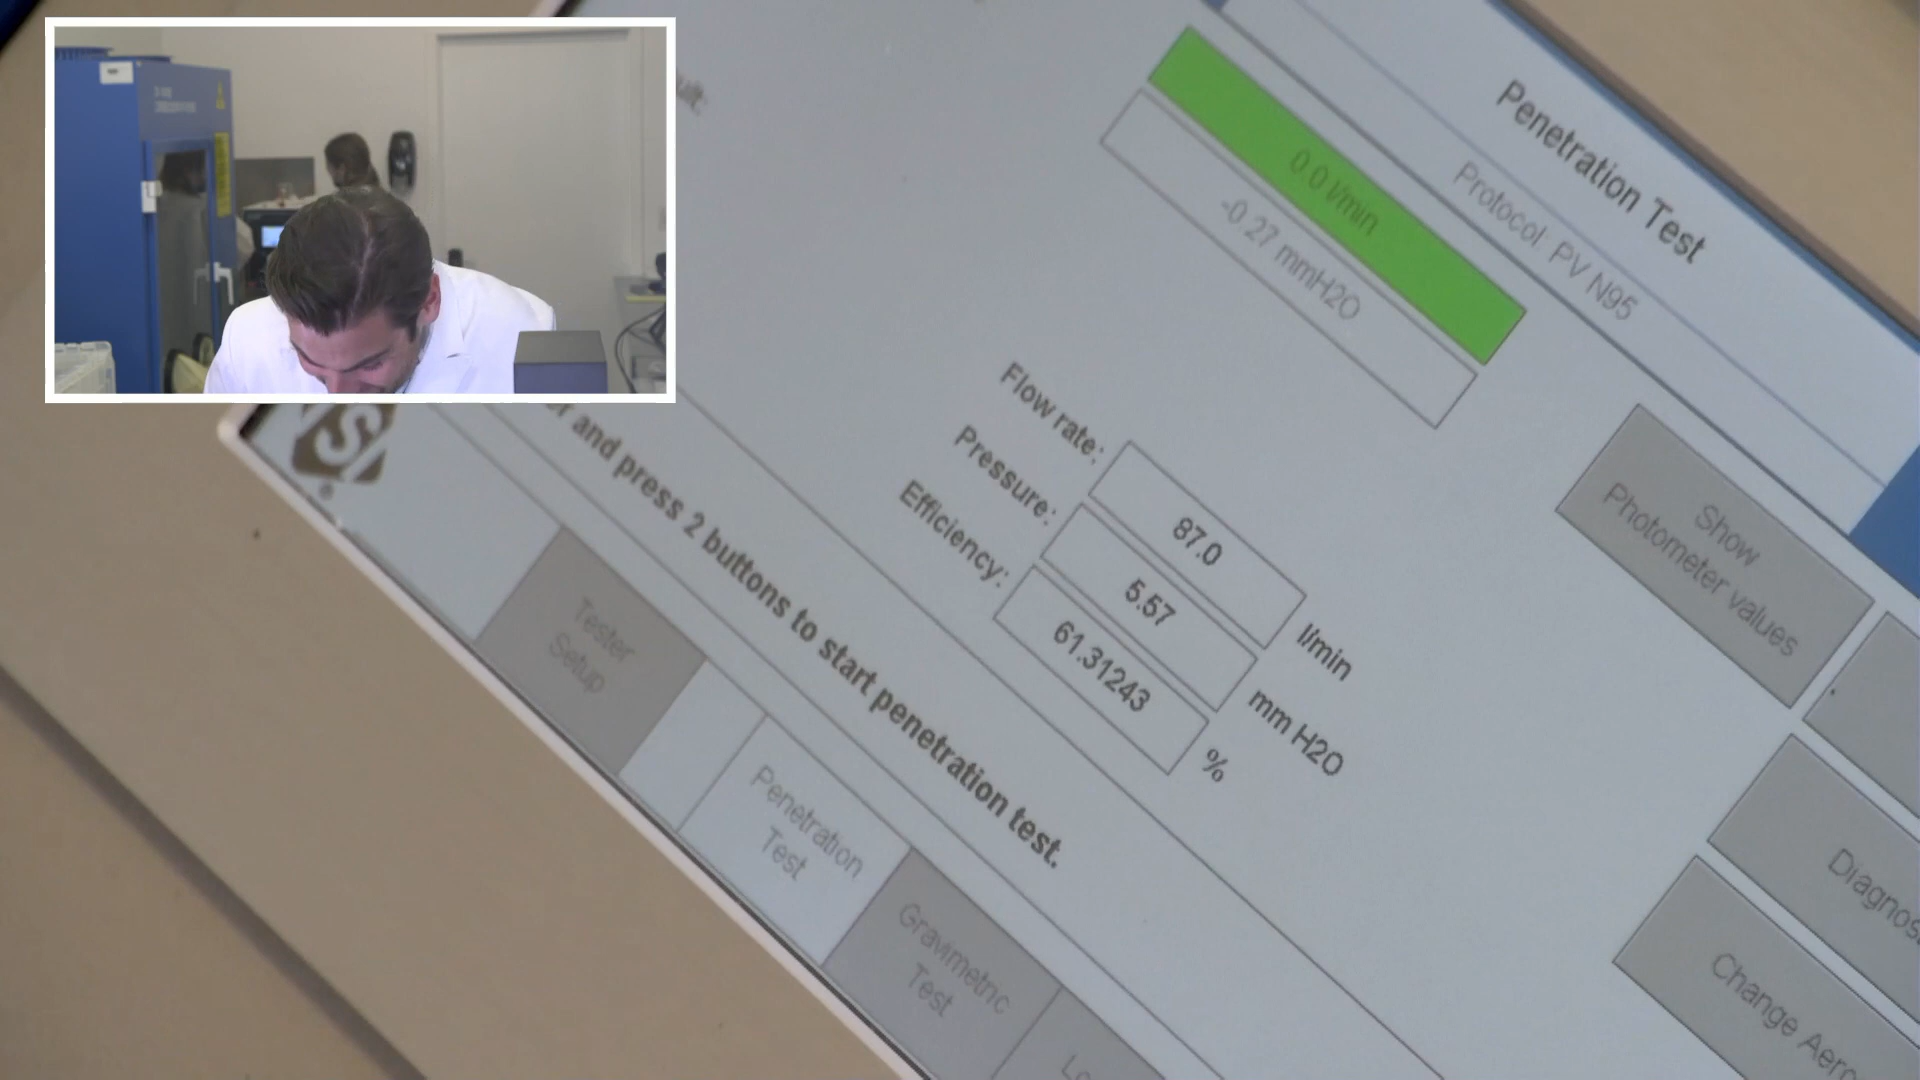 Penetration Test
Protocol: PV N95
0.0 l/min
-0.27 mmH2O
Flow rate: 87.0 l/min
Pressure: 5.57 mm H2O
Efficiency: 61.31243 %
Show
Photometer values
and press 2 buttons to start penetration test.
Tester
Setup
Penetration
Test
Gravimetric
Test
Change